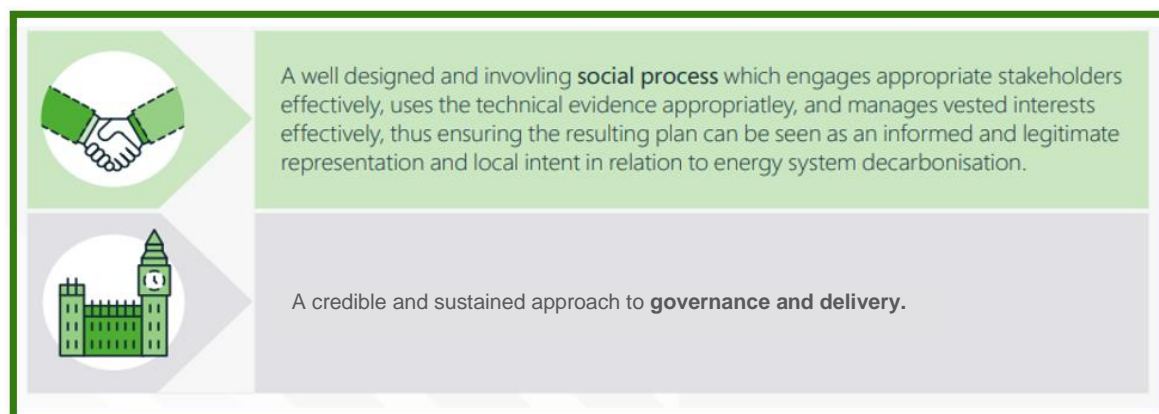 A well designed and invovling social process which engages appropriate stakeholders
effectively, uses the technical evidence appropriatley, and manages vested interests
effectively, thus ensuring the resulting plan can be seen as an informed and legitimate
representation and local intent in relation to energy system decarbonisation.
A credible and sustained approach to governance and delivery.